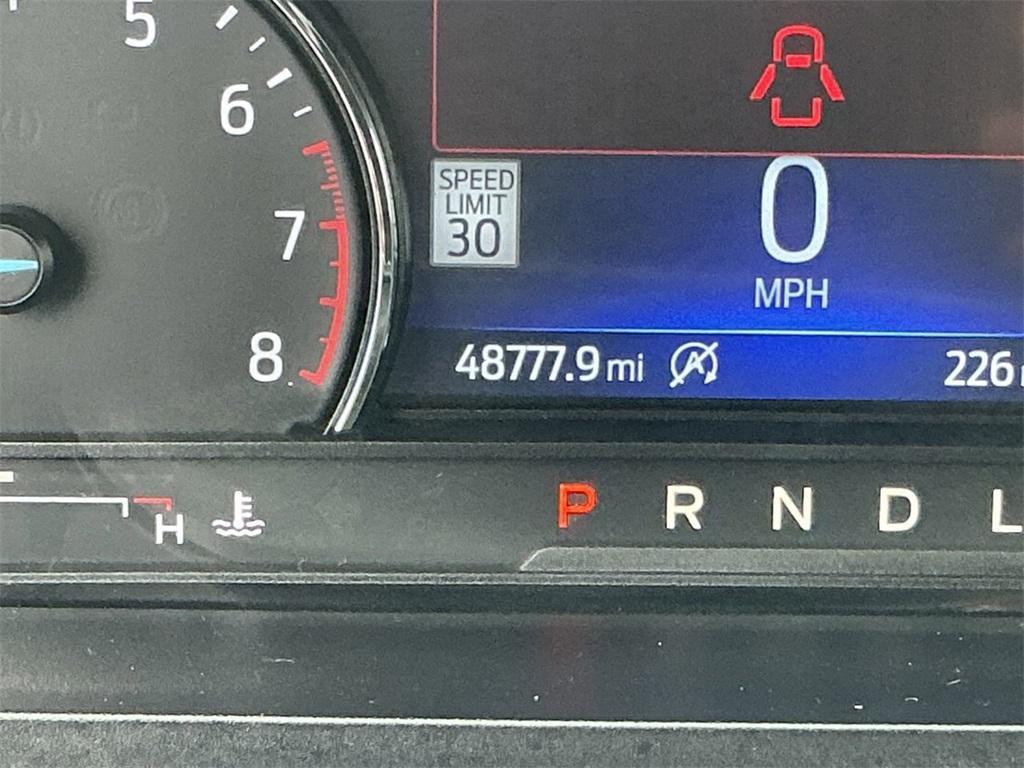 5
6
7
8
SPEED
LIMIT
30
0
MPH
48777.9 mi
A
226
H
P R N D L